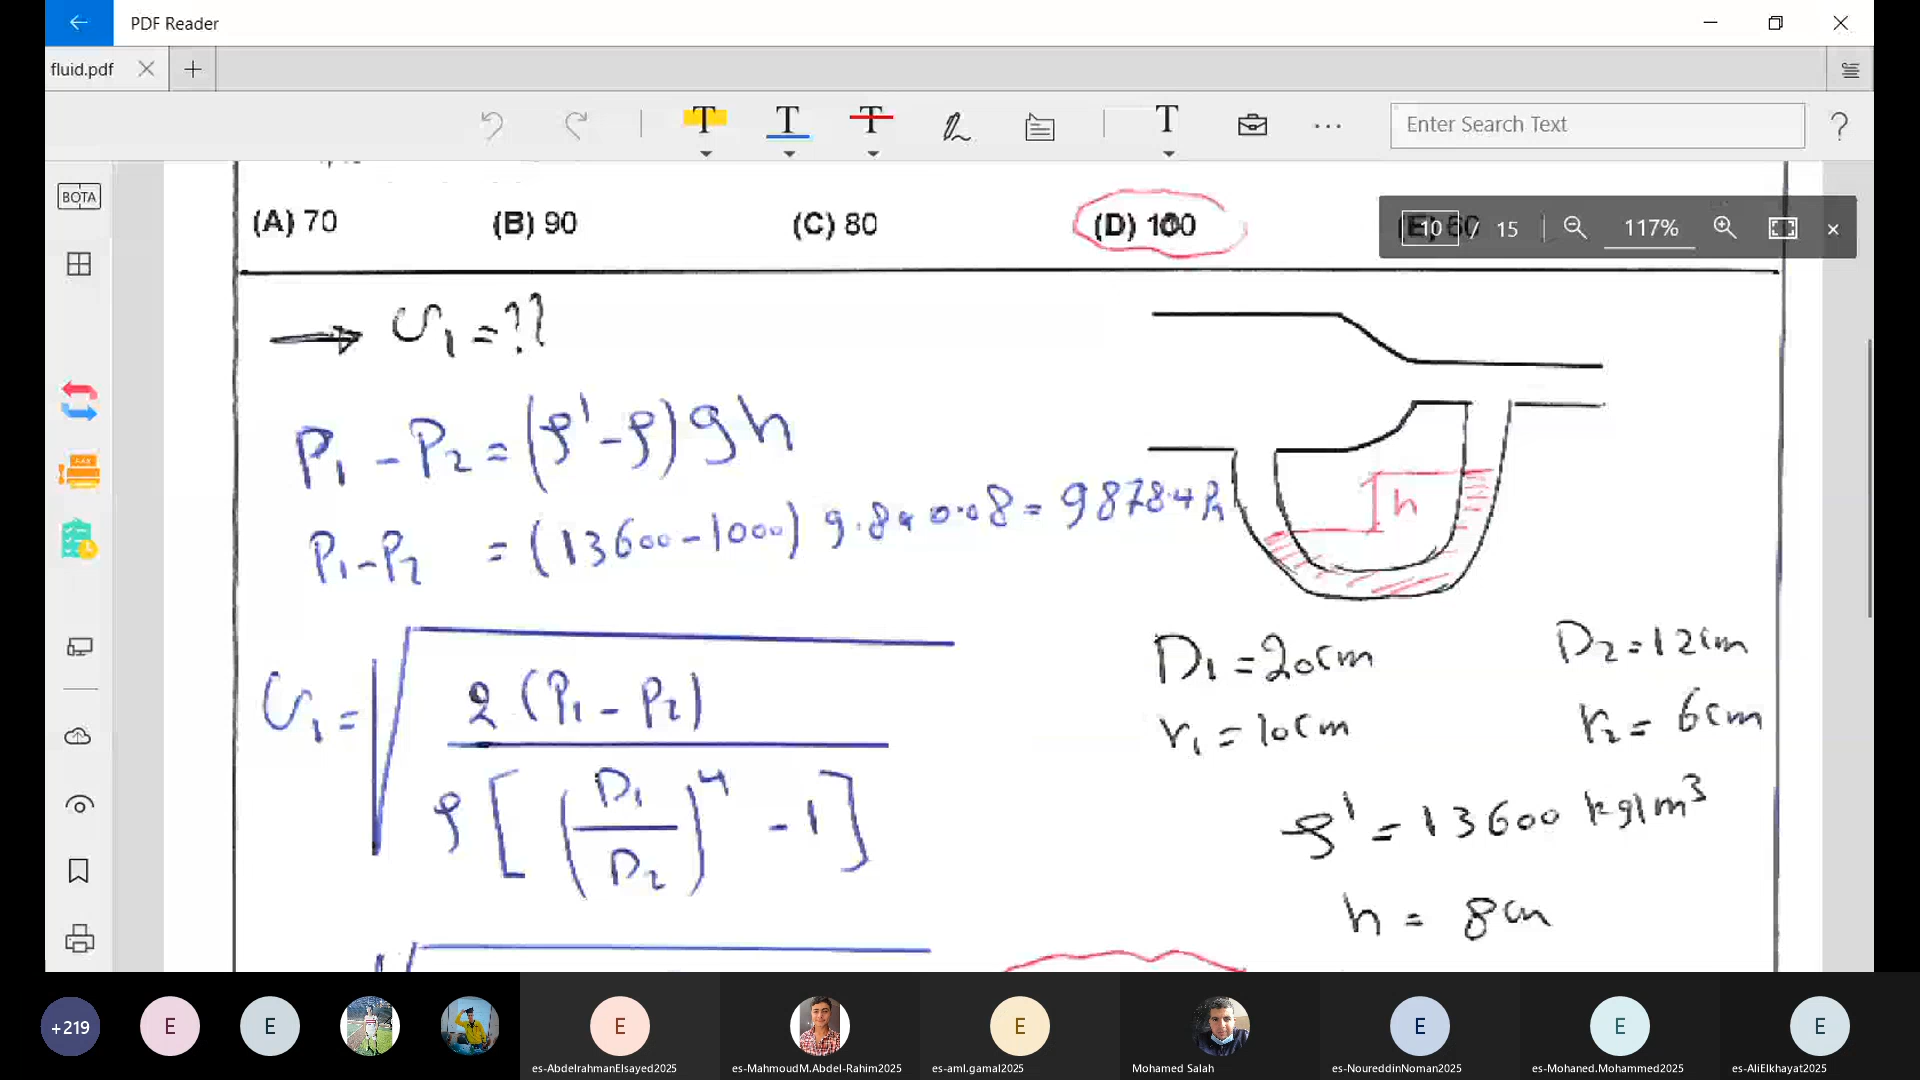 PDF Reader
fluid.pdf
Enter Search Text
BOTA
(A) 70 (B) 90 (C) 80 (D) 100 (E) 60
10 / 15 117%
→ υ₁ = ??
P₁ - P₂ = (ρ' - ρ) g h
P₁ - P₂ = (13600 - 1000) 9.8 * 0.08 = 9878.4 Pa
h
D₁ = 20cm D₂ = 12cm
r₁ = 10cm r₂ = 6cm
υ₁ = √ 2 (P₁ - P₂) / ρ [ (D₁ / D₂)⁴ - 1 ]
ρ' = 13600 kg/m³
h = 8cm
+219 E E E E E E E
es-AbdelrahmanElsayed2025 es-MahmoudM.Abdel-Rahim2025 es-aml.gamal2025 Mohamed Salah es-NoureddinNoman2025 es-Mohaned.Mohammed2025 es-AliElkhayat2025